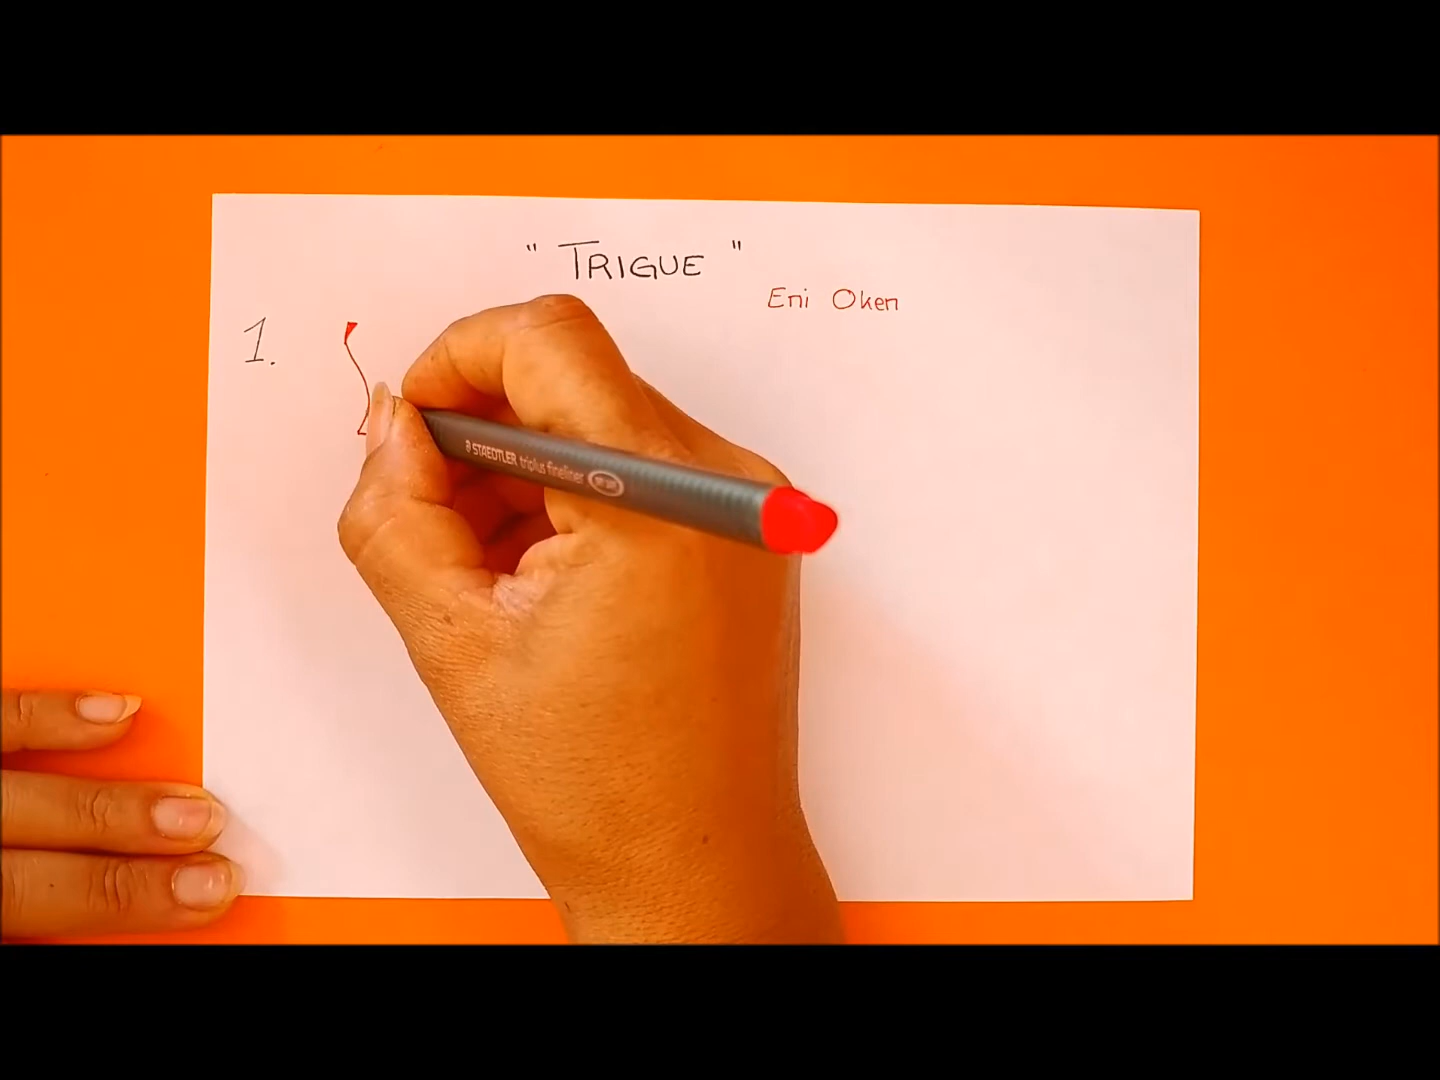 " TRIGUE "
Eni Oken
1.
STAEDTLER triplus fineliner